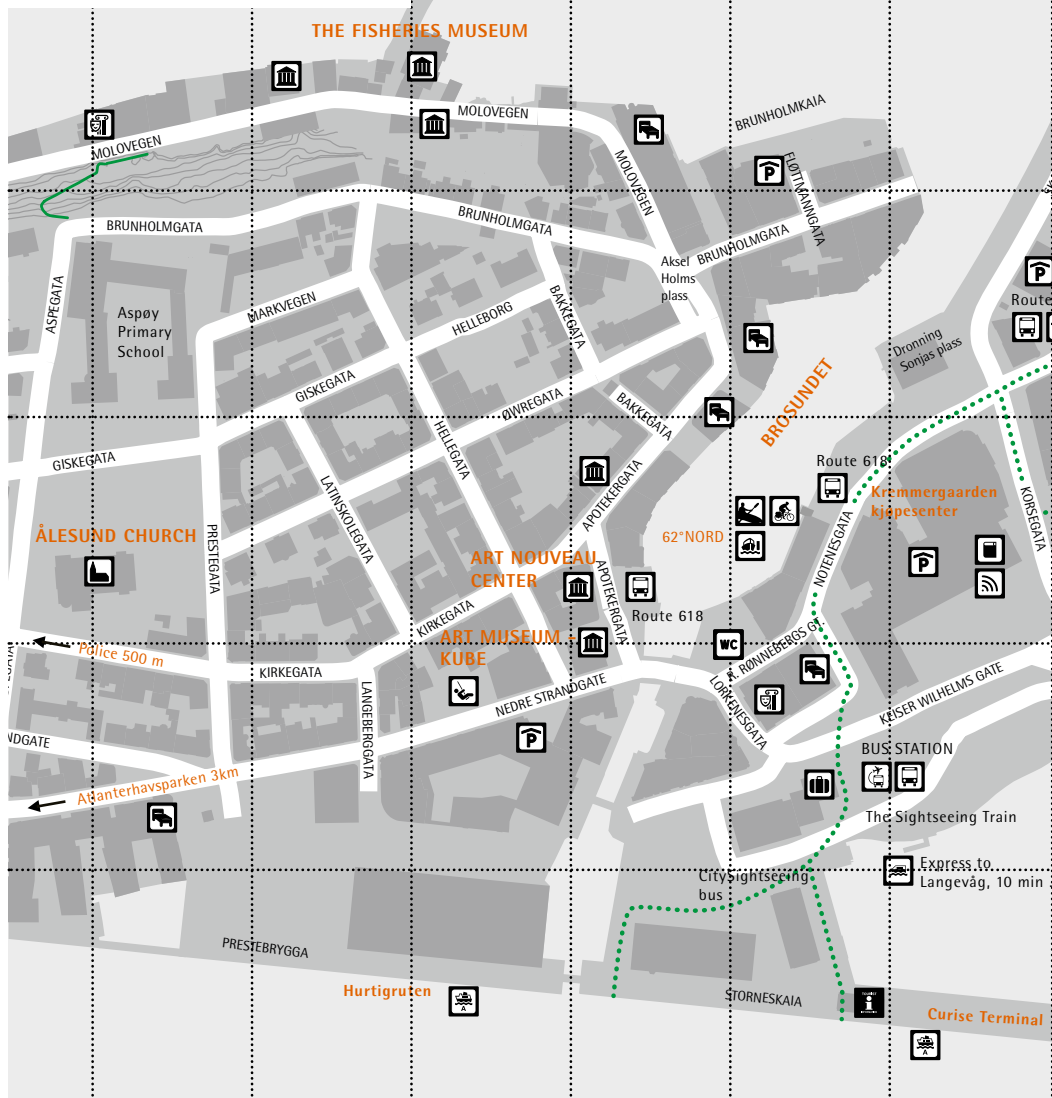 THE FISHERIES MUSEUM
MOLOVEGEN
MOLOVEGEN
MOLOVEGEN
BRUNHOLMKAIA
FLØITMANNGATA
P
BRUNHOLMGATA
BRUNHOLMGATA
BRUNHOLMGATA
Aksel
Holms
plass
ASPEGATA
Aspøy
Primary
School
MARKVEGEN
HELLEBORG
BAKKEGATA
P
Route
Dronning
Sonjas plass
GISKEGATA
ØWREGATA
BAKKEGATA
BROSUNDET
HELLEGATA
GISKEGATA
LATINSKOLEGATA
APOTEKERGATA
Route 618
Kremmergaarden
kjøpesenter
KORSEGATA
ÅLESUND CHURCH
PRESTEGATA
62°NORD
NOTENESGATA
P
ART NOUVEAU
CENTER
APOTEKERGATA
Route 618
KIRKEGATA
ART MUSEUM -
KUBE
WC
R. RØNNEBERGS GT.
Police 500 m
KIRKEGATA
LANGEBERGGATA
NEDRE STRANDGATE
LORKENESGATA
KEISER WILHELMS GATE
P
NDGATE
BUS STATION
Atlanterhavsparken 3km
The Sightseeing Train
CitySightseeing
bus
Express to
Langevåg, 10 min
PRESTEBRYGGA
Hurtigruten
A
STORNESKAIA
i
Curise Terminal
A